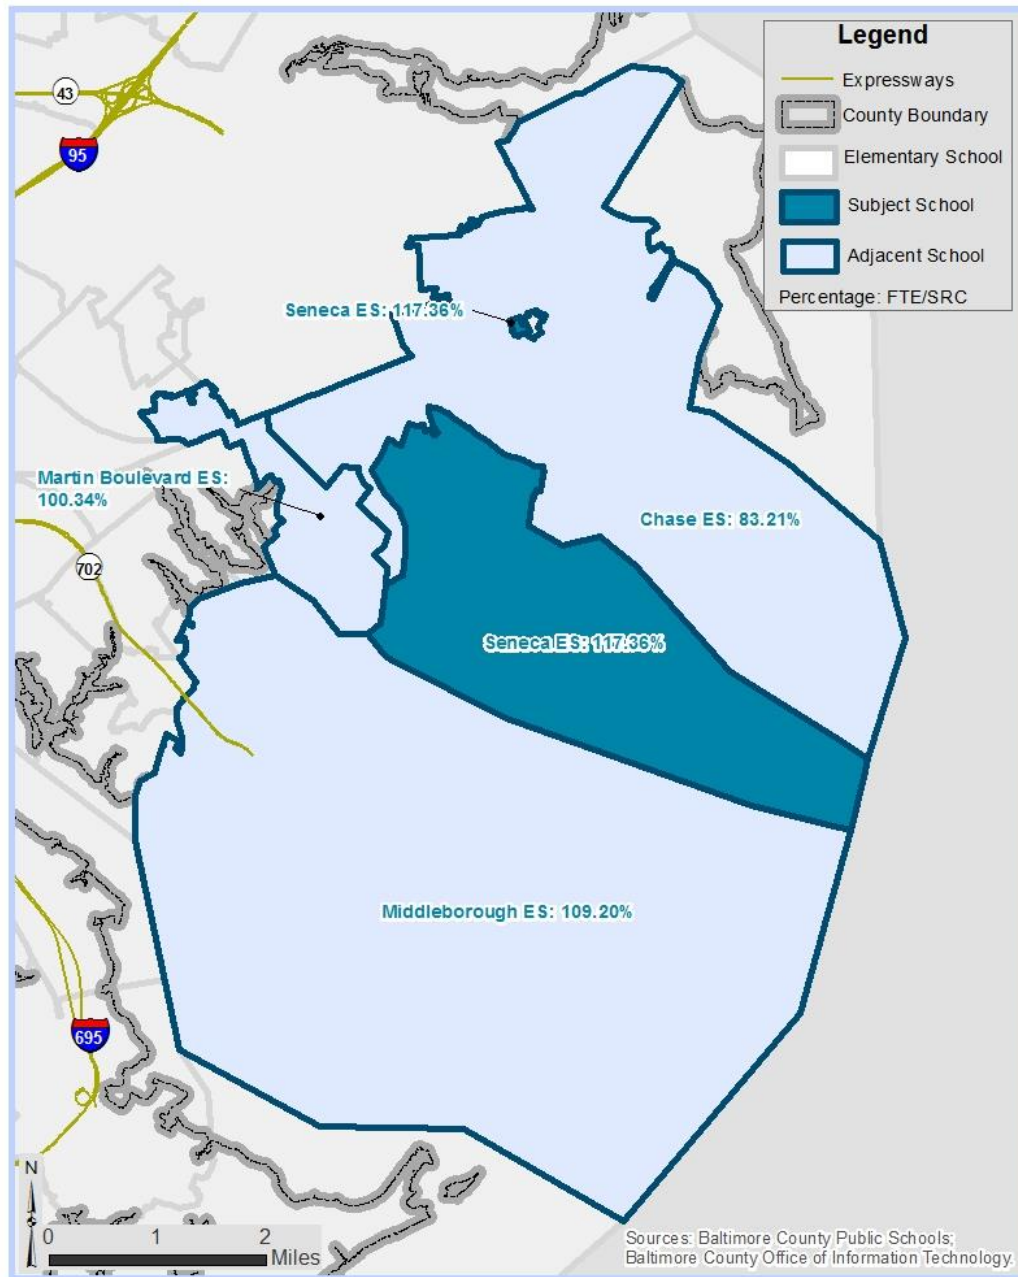 Legend
Expressways
County Boundary
Elementary School
Subject School
Adjacent School
Percentage: FTE/SRC
43
95
Seneca ES: 117.36%
Martin Boulevard ES:
100.34%
Chase ES: 83.21%
702
Seneca ES: 117.36%
Middleborough ES: 109.20%
695
N
0 1 2
Miles
Sources: Baltimore County Public Schools;
Baltimore County Office of Information Technology.